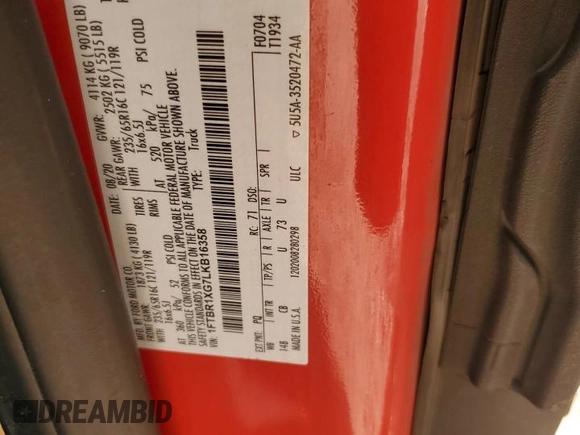 MFD. BY FORD MOTOR CO.
DATE: 08/20 GVWR: 4114 KG ( 9070 LB)
FRONT GAWR: 1873 KG ( 4130 LB) REAR GAWR: 2502 KG ( 5515 LB)
WITH 235/65R16C 121/119R TIRES WITH 235/65R16C 121/119R
16x6.5J RIMS 16x6.5J
AT 360 kPa/ 52 PSI COLD AT 520 kPa/ 75 PSI COLD
THIS VEHICLE CONFORMS TO ALL APPLICABLE FEDERAL MOTOR VEHICLE
SAFETY STANDARDS IN EFFECT ON THE DATE OF MANUFACTURE SHOWN ABOVE.
VIN: 1FTBR1XG7LKB16358 TYPE: Truck
F0704
T1934
EXT PNT: PQ RC: 71 DSO:
WB INT TR TP/PS R AXLE TR SPR
148 CB U 73 U
MADE IN U.S.A. 1202008280298 ULC ▽ 5U5A-3520472-AA
DREAMBID